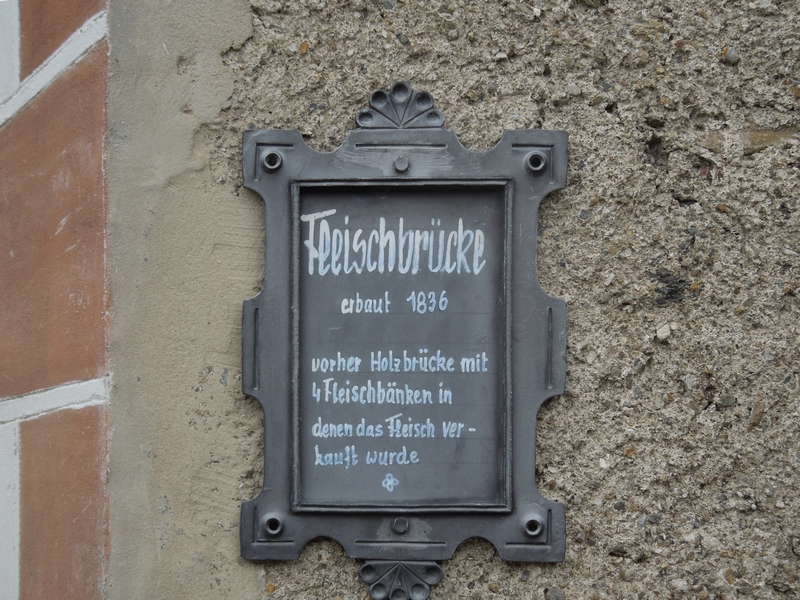 Fleischbrücke
erbaut 1836
vorher Holzbrücke mit
4 Fleischbänken in
denen das Fleisch ver-
kauft wurde